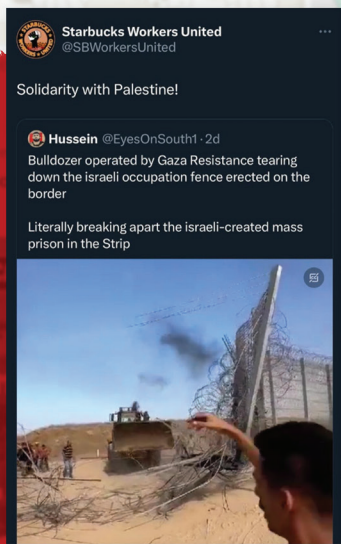 Starbucks Workers United
@SBWorkersUnited
Solidarity with Palestine!
Hussein @EyesOnSouth1 · 2d
Bulldozer operated by Gaza Resistance tearing
down the israeli occupation fence erected on the
border
Literally breaking apart the israeli-created mass
prison in the Strip